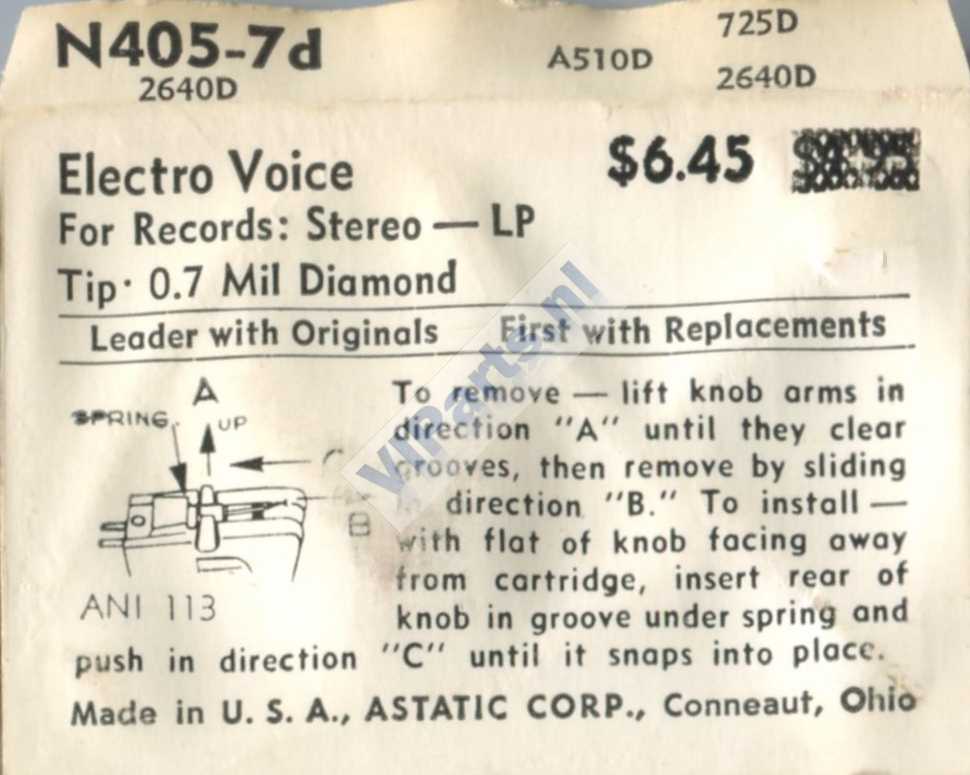 N405-7d
2640D
A510D
725D
2640D
Electro Voice
$6.45
For Records: Stereo — LP
Tip· 0.7 Mil Diamond
Leader with Originals First with Replacements
A
SPRING
UP
C
B
ANI 113
To remove — lift knob arms in
direction "A" until they clear
grooves, then remove by sliding
in direction "B." To install —
with flat of knob facing away
from cartridge, insert rear of
knob in groove under spring and
push in direction "C" until it snaps into place.
Made in U. S. A., ASTATIC CORP., Conneaut, Ohio
VIParts.nl